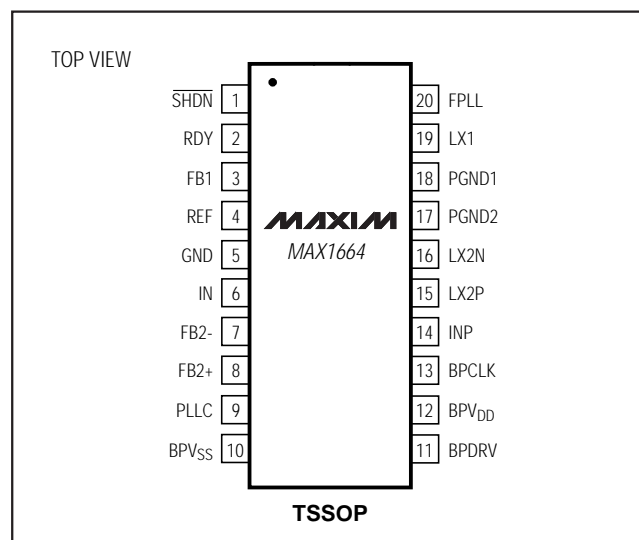 TOP VIEW
SHDN 1
RDY 2
FB1 3
REF 4
GND 5
IN 6
FB2- 7
FB2+ 8
PLLC 9
BPVSS 10
MAXIM
MAX1664
20 FPLL
19 LX1
18 PGND1
17 PGND2
16 LX2N
15 LX2P
14 INP
13 BPCLK
12 BPVDD
11 BPDRV
TSSOP